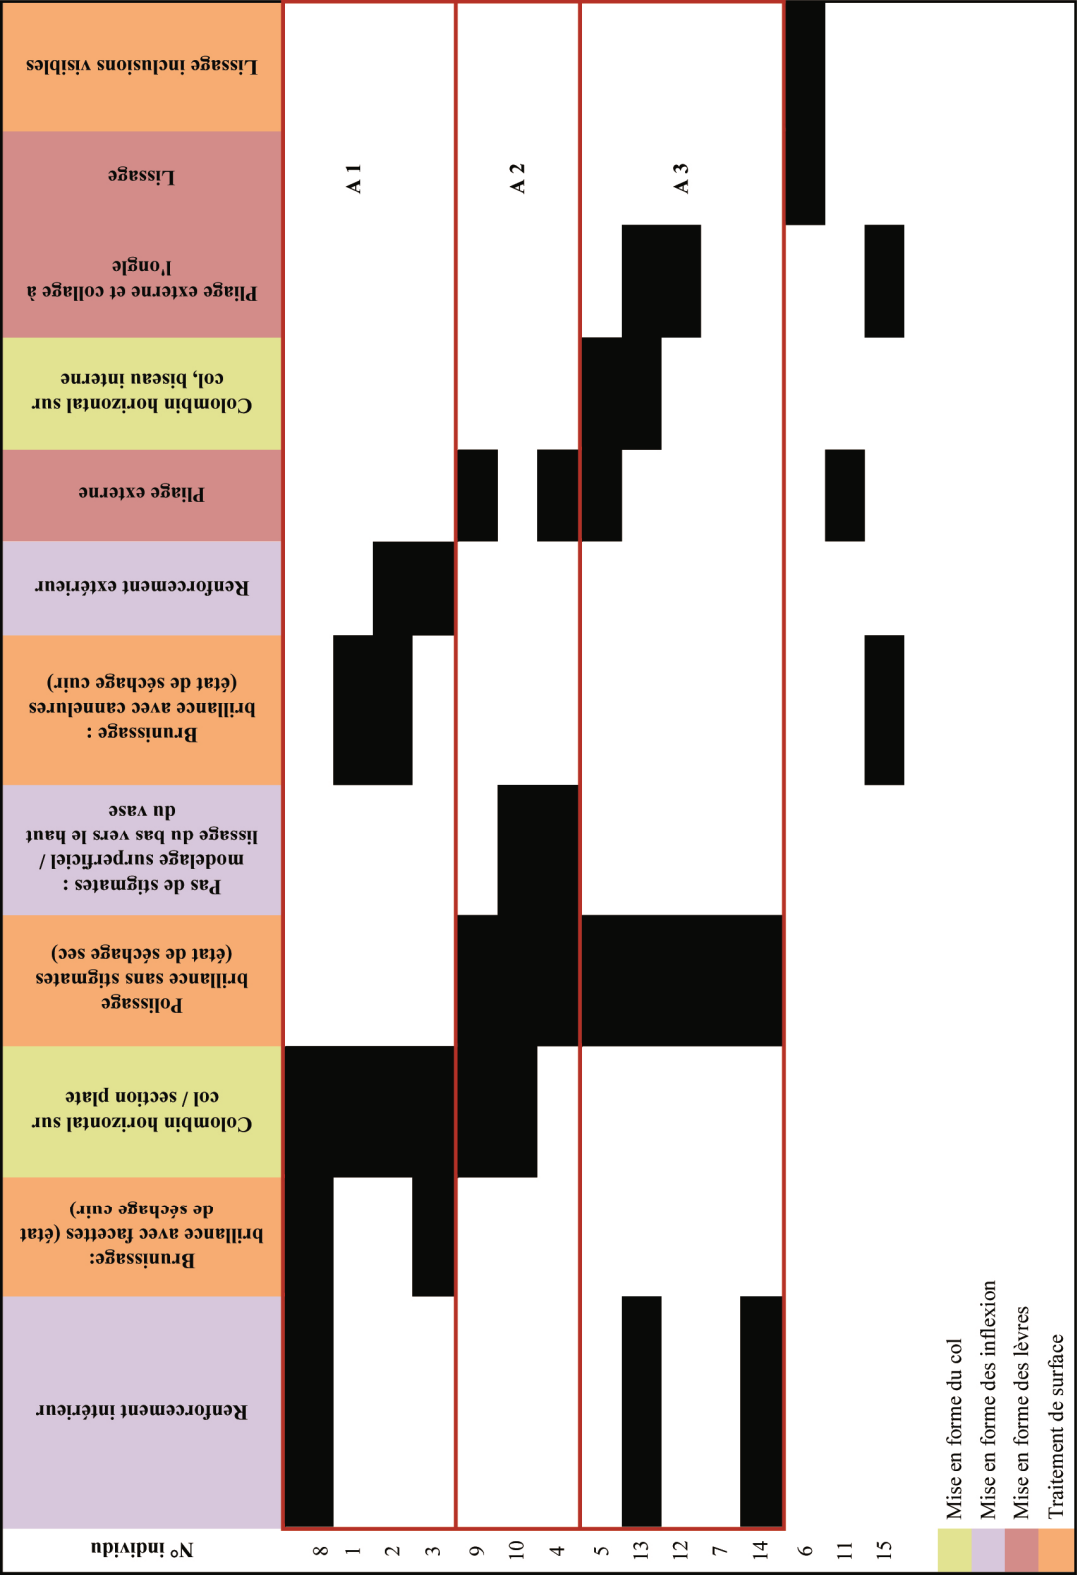 N° individu
Renforcement intérieur
Brunissage:
brillance avec facettes (état
de séchage cuir)
Colombin horizontal sur
col / section plate
Polissage
brillance sans stigmates
(état de séchage sec)
Pas de stigmates :
modelage surperficiel /
lissage du bas vers le haut
du vase
Brunissage :
brillance avec cannelures
(état de séchage cuir)
Renforcement extérieur
Pliage externe
Colombin horizontal sur
col, biseau interne
Pliage externe et collage à
l'ongle
Lissage
Lissage inclusions visibles
8
1
2
3
A 1
9
10
4
A 2
5
13
12
7
14
A 3
6
11
15
Mise en forme du col
Mise en forme des inflexion
Mise en forme des lèvres
Traitement de surface